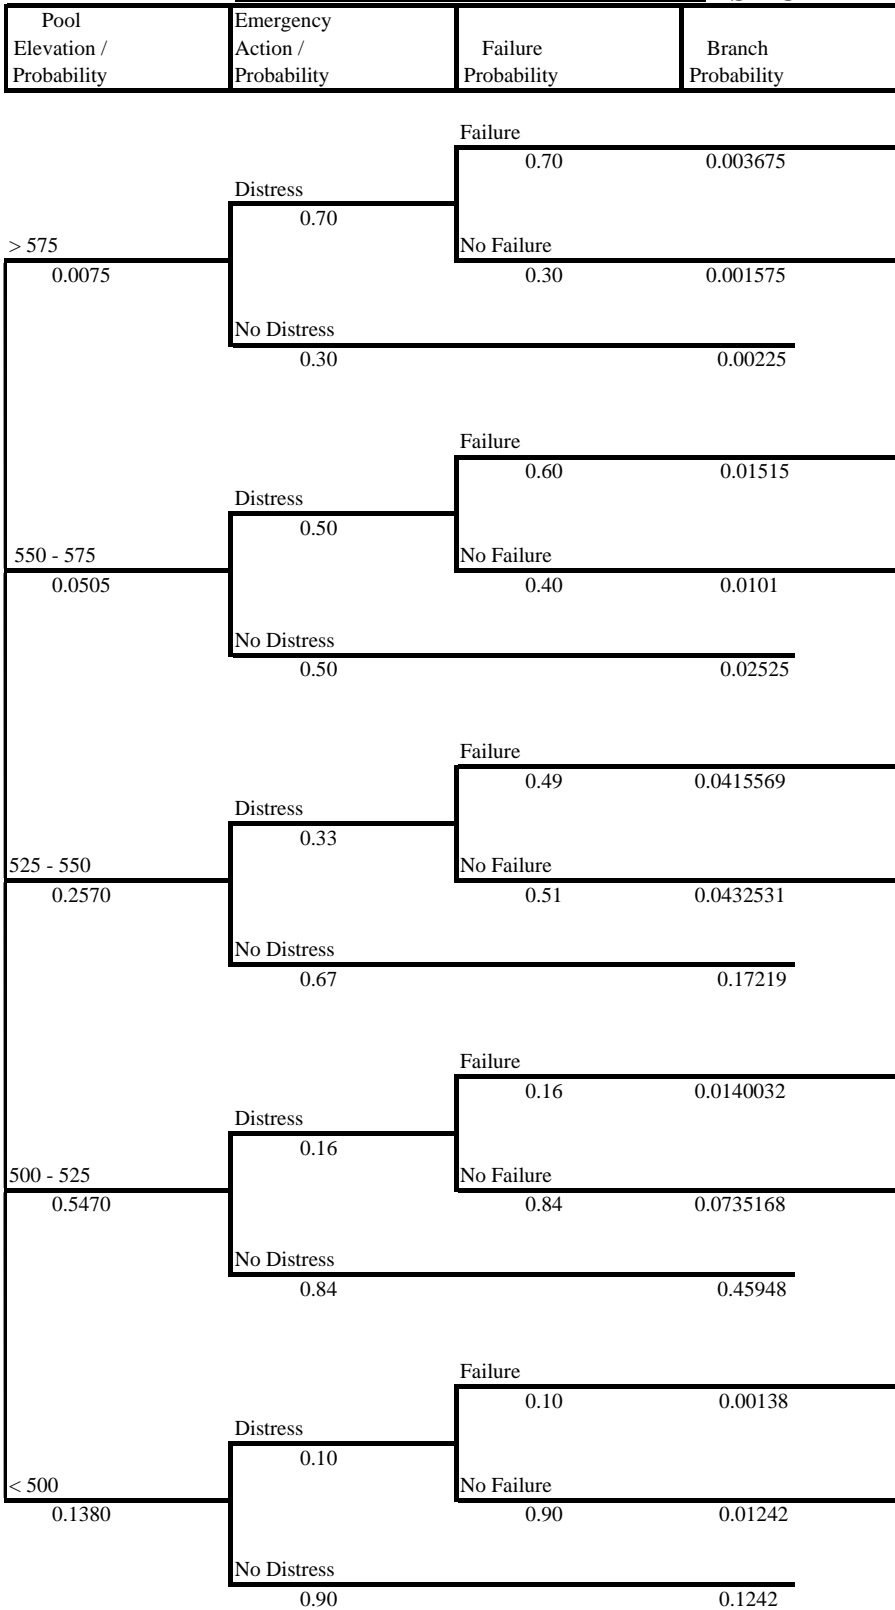 Pool
Elevation /
Probability
Emergency
Action /
Probability
Failure
Probability
Branch
Probability
Failure
0.70 0.003675
Distress
0.70
> 575
No Failure
0.0075
0.30 0.001575
No Distress
0.30 0.00225
Failure
0.60 0.01515
Distress
0.50
550 - 575
No Failure
0.0505
0.40 0.0101
No Distress
0.50 0.02525
Failure
0.49 0.0415569
Distress
0.33
525 - 550
No Failure
0.2570
0.51 0.0432531
No Distress
0.67 0.17219
Failure
0.16 0.0140032
Distress
0.16
500 - 525
No Failure
0.5470
0.84 0.0735168
No Distress
0.84 0.45948
Failure
0.10 0.00138
Distress
0.10
< 500
No Failure
0.1380
0.90 0.01242
No Distress
0.90 0.1242